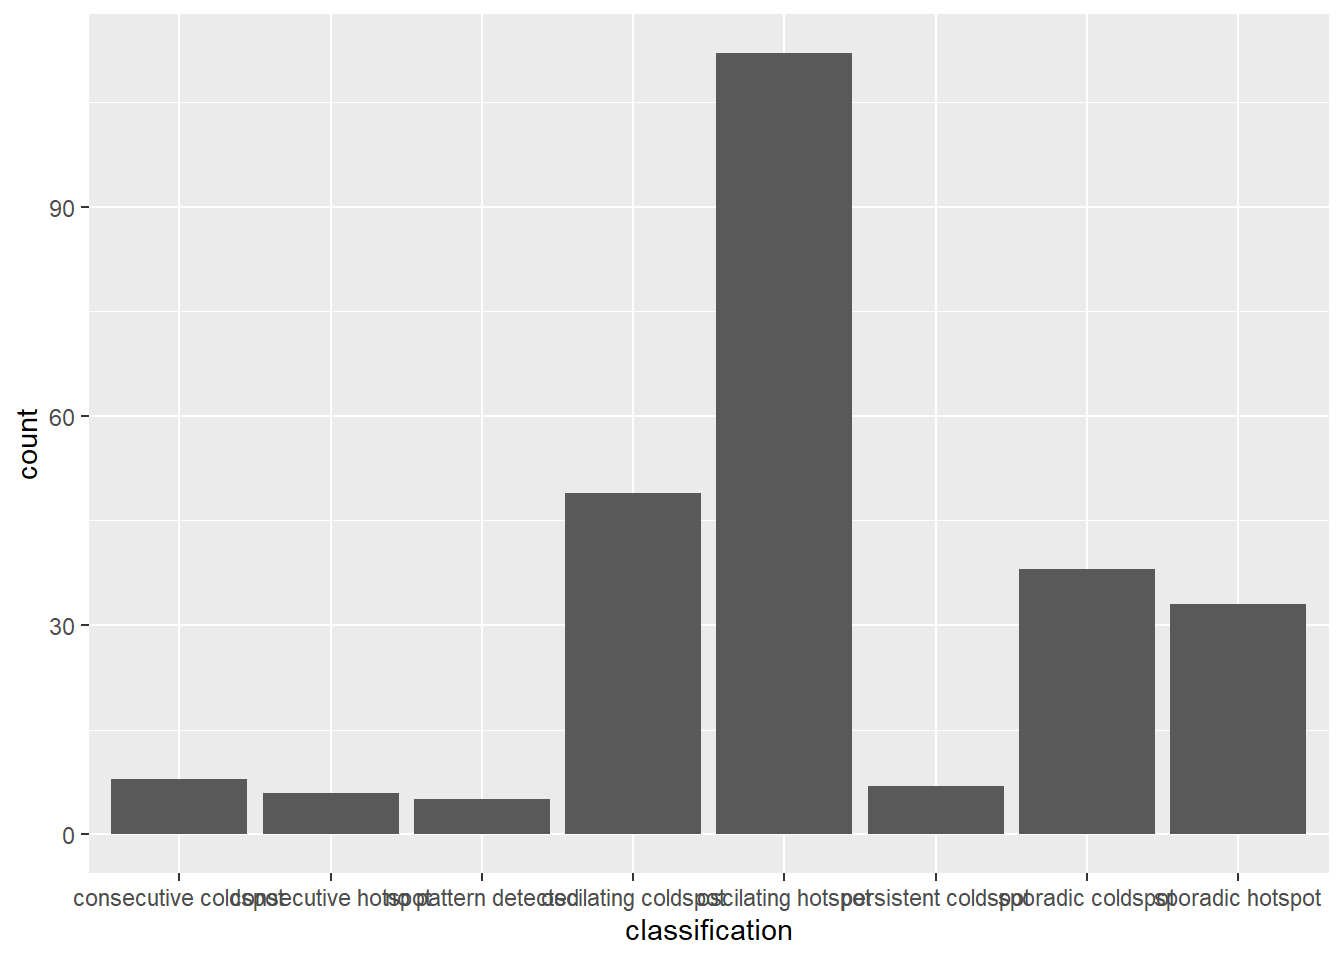 count
90
60
30
0
consecutive coldspot
consecutive hotspot
no pattern detected
oscilating coldspot
oscilating hotspot
persistent coldspot
sporadic coldspot
sporadic hotspot
classification